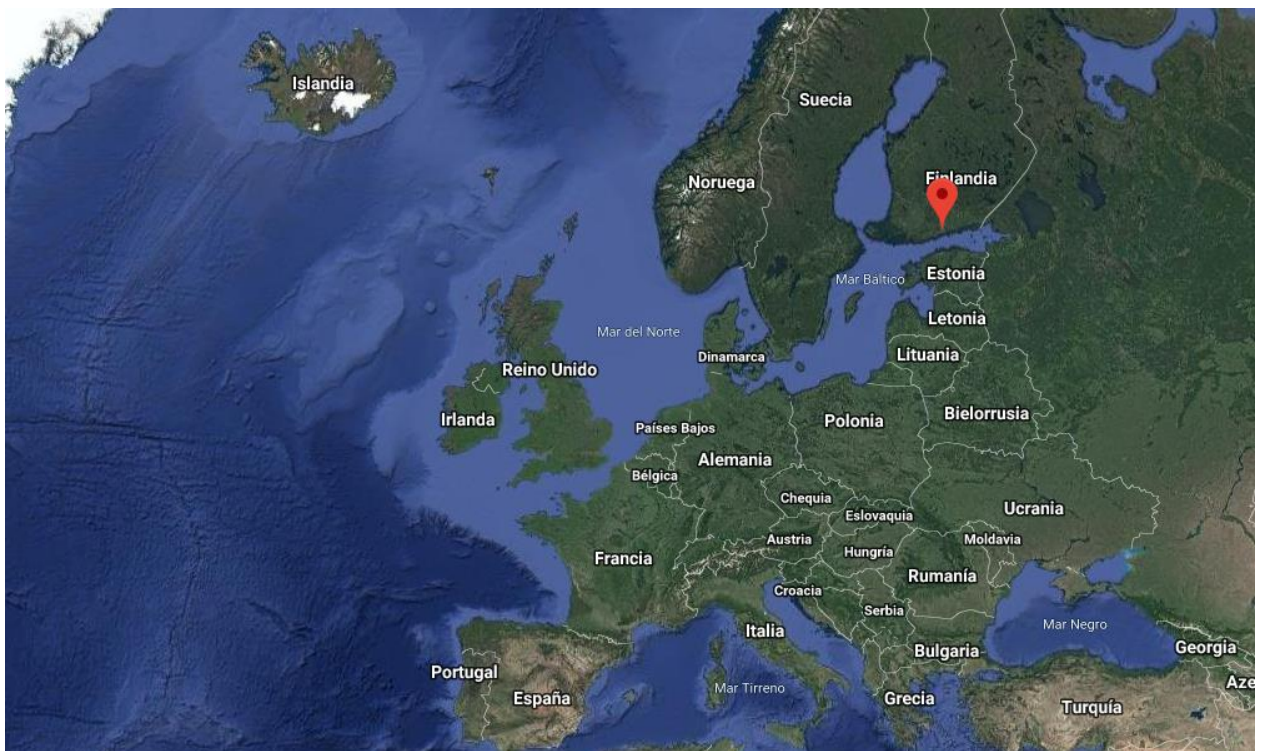 Islandia
Suecia
Noruega
Finlandia
Estonia
Mar Báltico
Letonia
Mar del Norte
Dinamarca
Lituania
Reino Unido
Irlanda
Bielorrusia
Polonia
Países Bajos
Alemania
Bélgica
Chequia
Ucrania
Eslovaquia
Austria
Moldavia
Hungría
Francia
Rumanía
Croacia
Serbia
Mar Negro
Italia
Georgia
Bulgaria
Portugal
Aze
Mar Tirreno
España
Grecia
Turquía